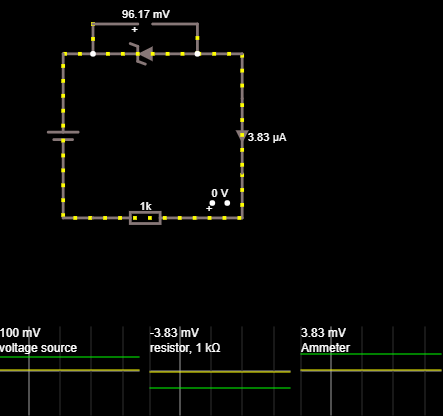 96.17 mV
+
3.83 µA
0 V
+
1k
100 mV
voltage source
-3.83 mV
resistor, 1 kΩ
3.83 mV
Ammeter